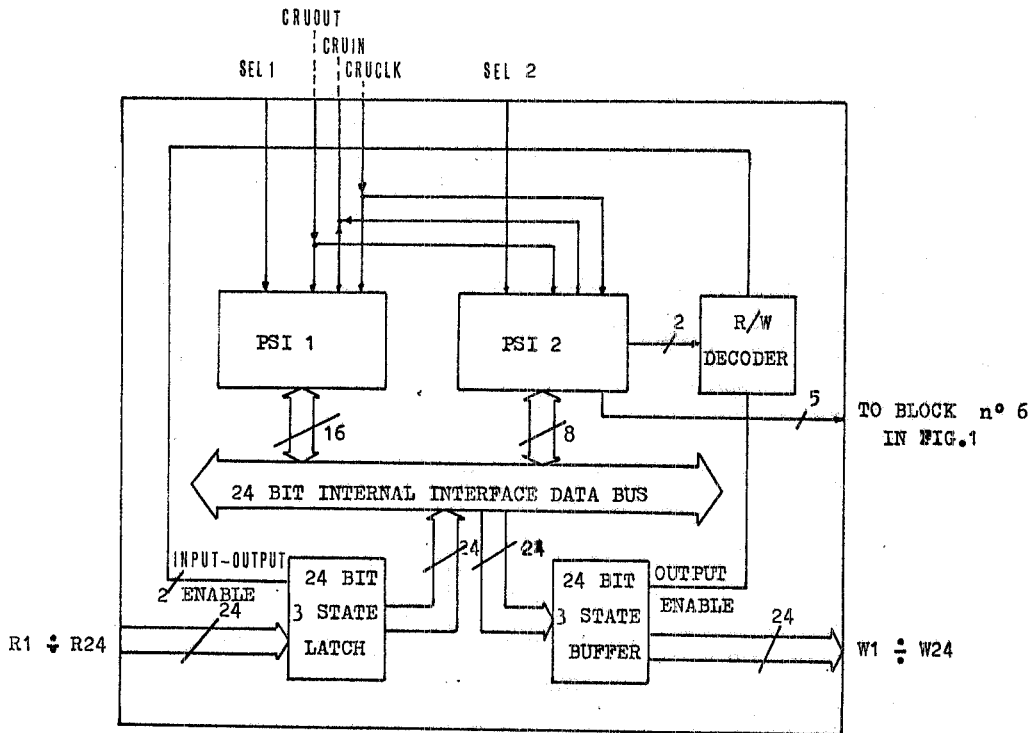 CRUOUT
CRUIN
CRUCLK
SEL 1
SEL 2
PSI 1
PSI 2
2
R/W
DECODER
5
TO BLOCK nº 6
IN FIG.1
16
8
24 BIT INTERNAL INTERFACE DATA BUS
INPUT-OUTPUT
2
ENABLE
24 BIT
3 STATE
LATCH
24
24
24 BIT
3 STATE
BUFFER
OUTPUT
ENABLE
24
24
R1 ÷ R24
W1 ÷ W24